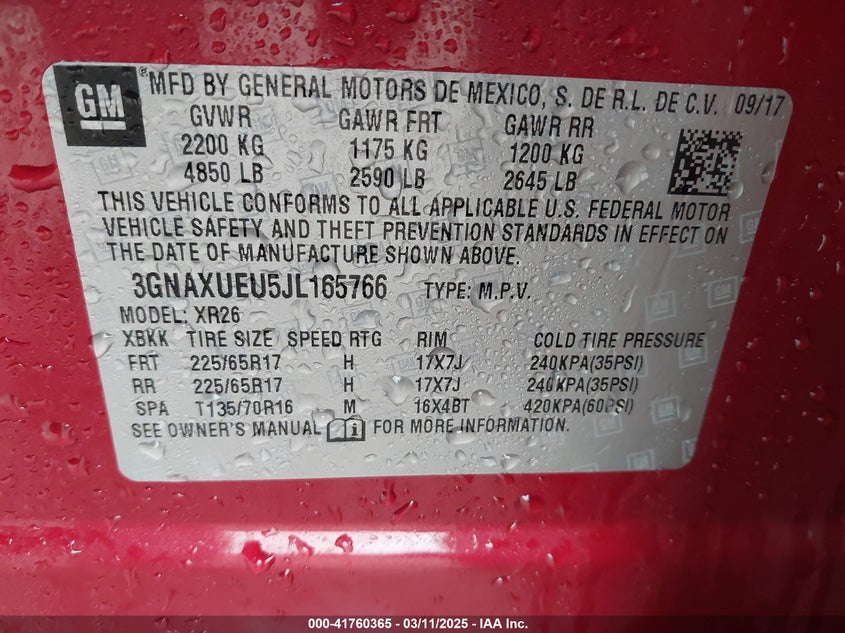 GM
MFD BY GENERAL MOTORS DE MEXICO, S. DE R.L. DE C.V. 09/17
GVWR GAWR FRT GAWR RR
2200 KG 1175 KG 1200 KG
4850 LB 2590 LB 2645 LB
THIS VEHICLE CONFORMS TO ALL APPLICABLE U.S. FEDERAL MOTOR
VEHICLE SAFETY AND THEFT PREVENTION STANDARDS IN EFFECT ON
THE DATE OF MANUFACTURE SHOWN ABOVE.
3GNAXUEU5JL165766 TYPE: M.P.V.
MODEL: XR26
XBKK TIRE SIZE SPEED RTG RIM COLD TIRE PRESSURE
FRT 225/65R17 H 17X7J 240KPA(35PSI)
RR 225/65R17 H 17X7J 240KPA(35PSI)
SPA T135/70R16 M 16X4BT 420KPA(60PSI)
SEE OWNER'S MANUAL FOR MORE INFORMATION.
000-41760365 - 03/11/2025 - IAA Inc.